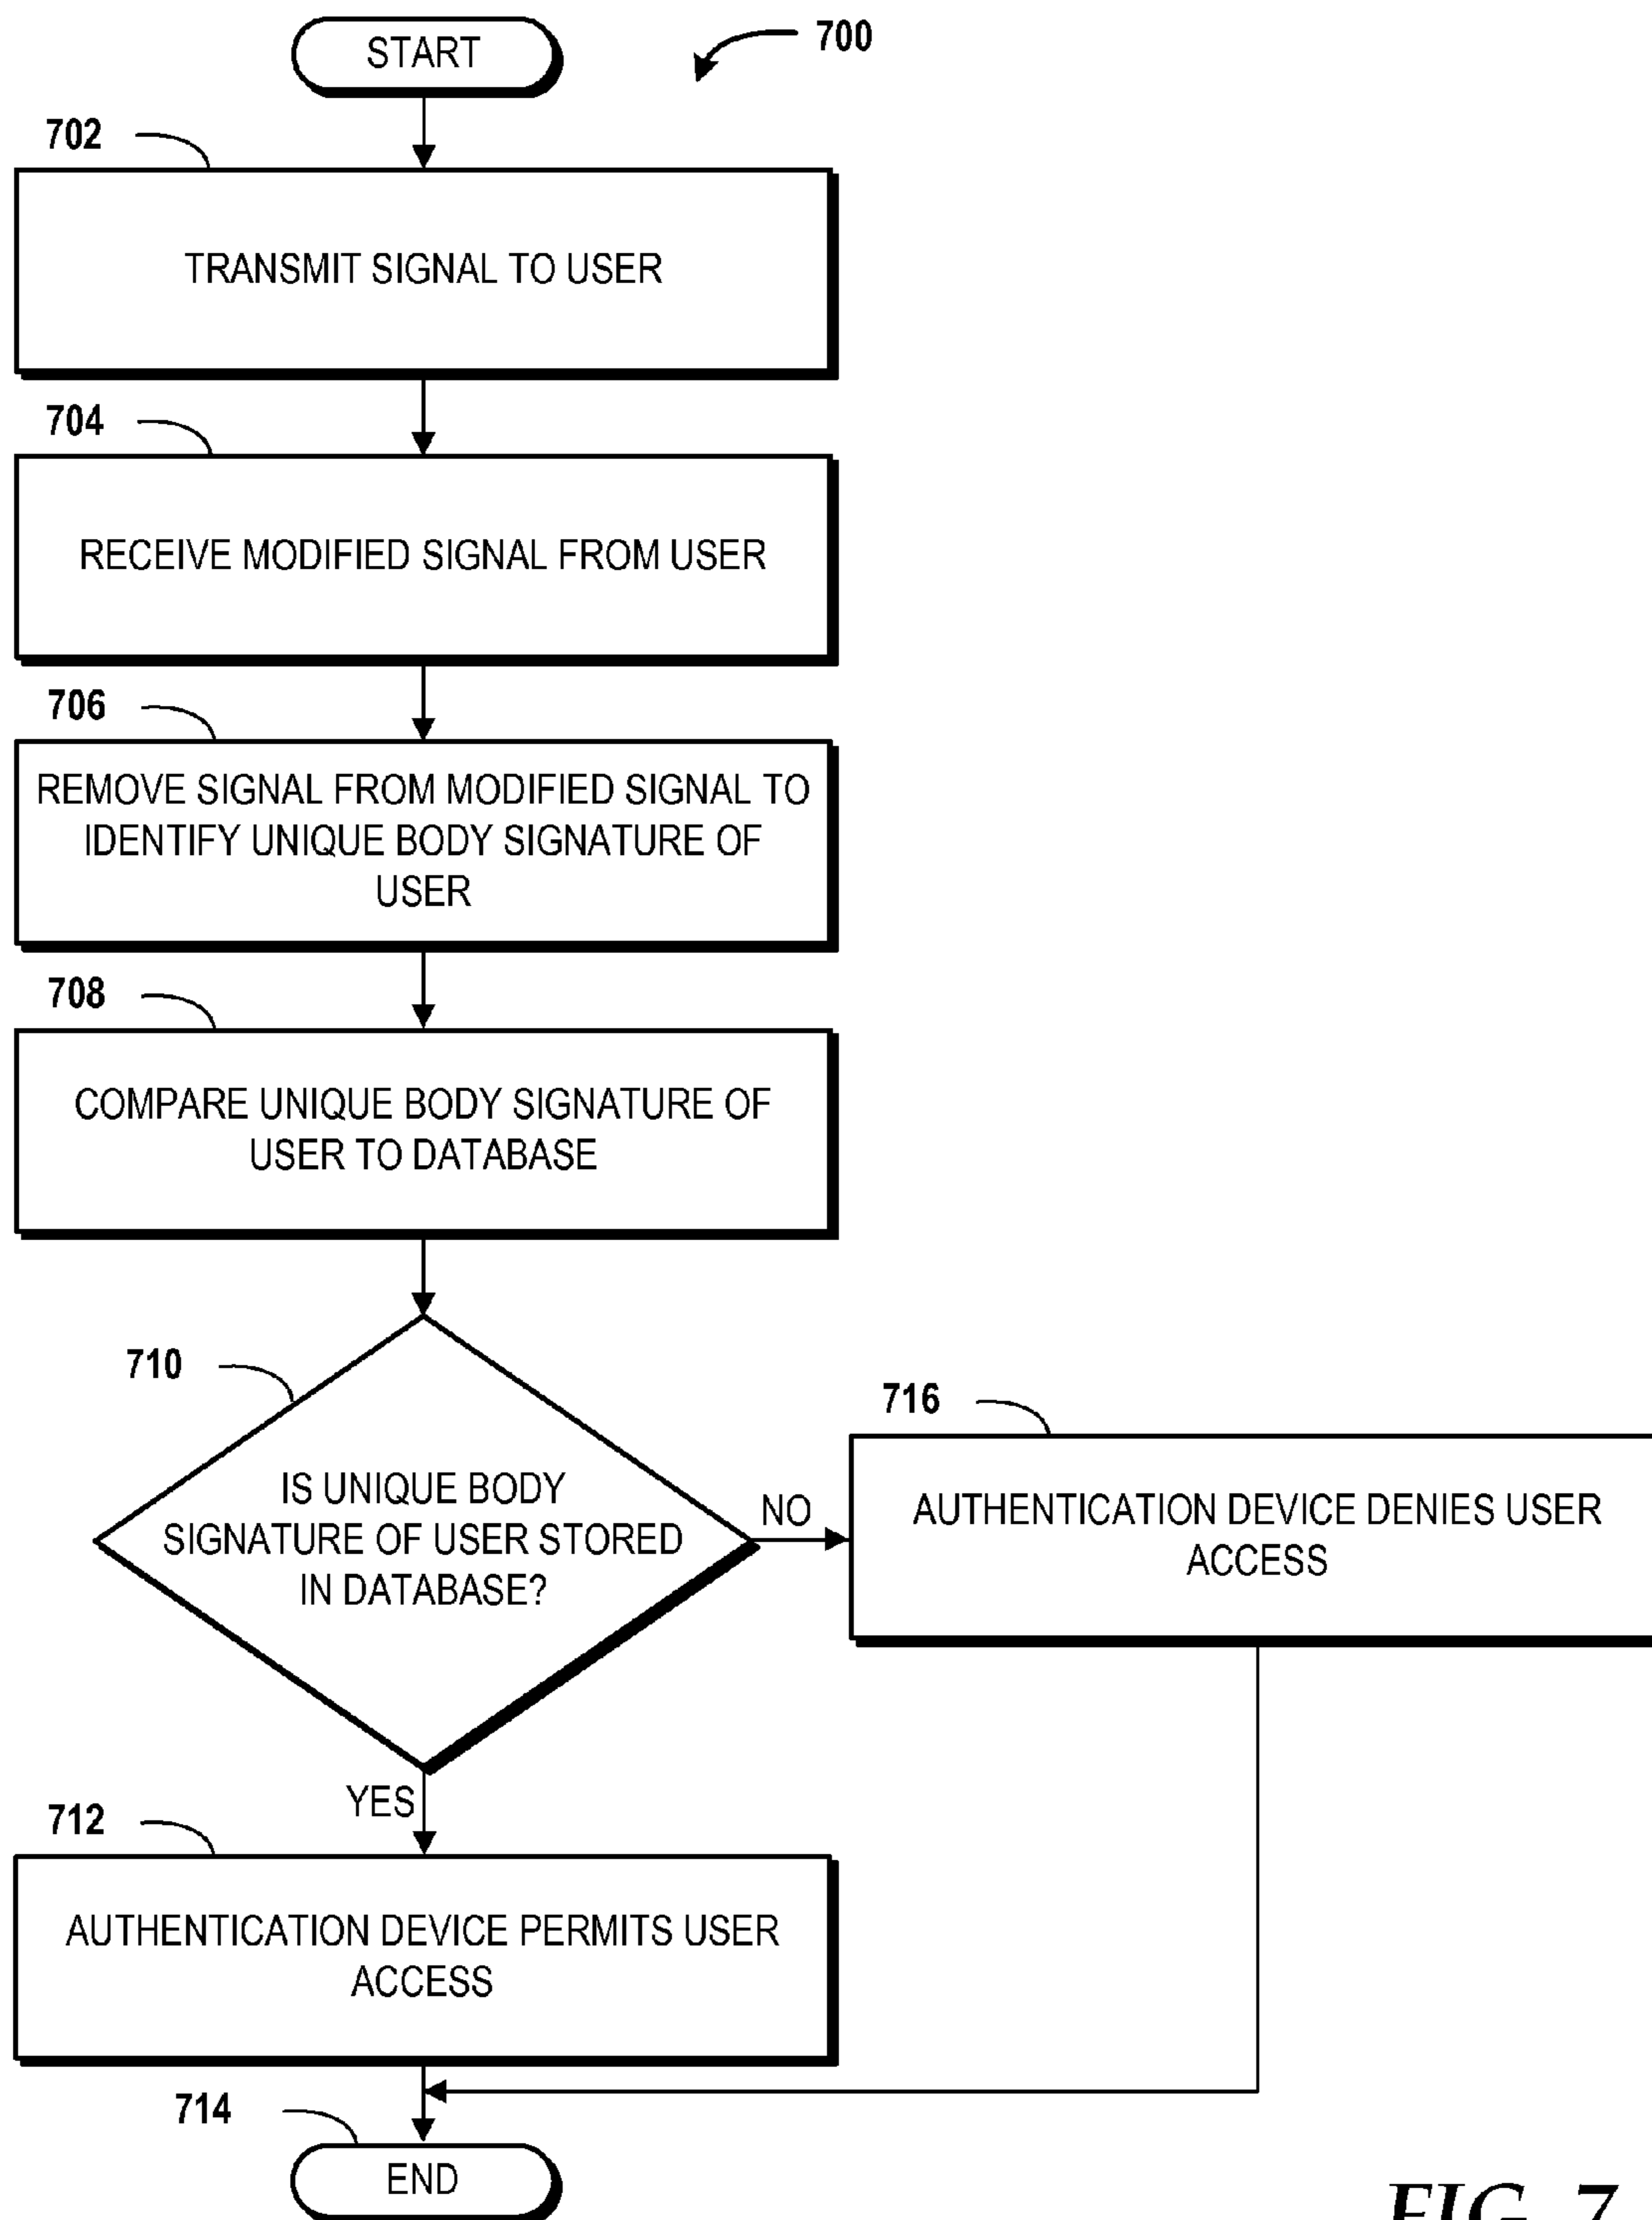 START
700
702
TRANSMIT SIGNAL TO USER
704
RECEIVE MODIFIED SIGNAL FROM USER
706
REMOVE SIGNAL FROM MODIFIED SIGNAL TO
IDENTIFY UNIQUE BODY SIGNATURE OF
USER
708
COMPARE UNIQUE BODY SIGNATURE OF
USER TO DATABASE
710
IS UNIQUE BODY
SIGNATURE OF USER STORED
IN DATABASE?
NO
716
AUTHENTICATION DEVICE DENIES USER
ACCESS
YES
712
AUTHENTICATION DEVICE PERMITS USER
ACCESS
714
END
FIG. 7